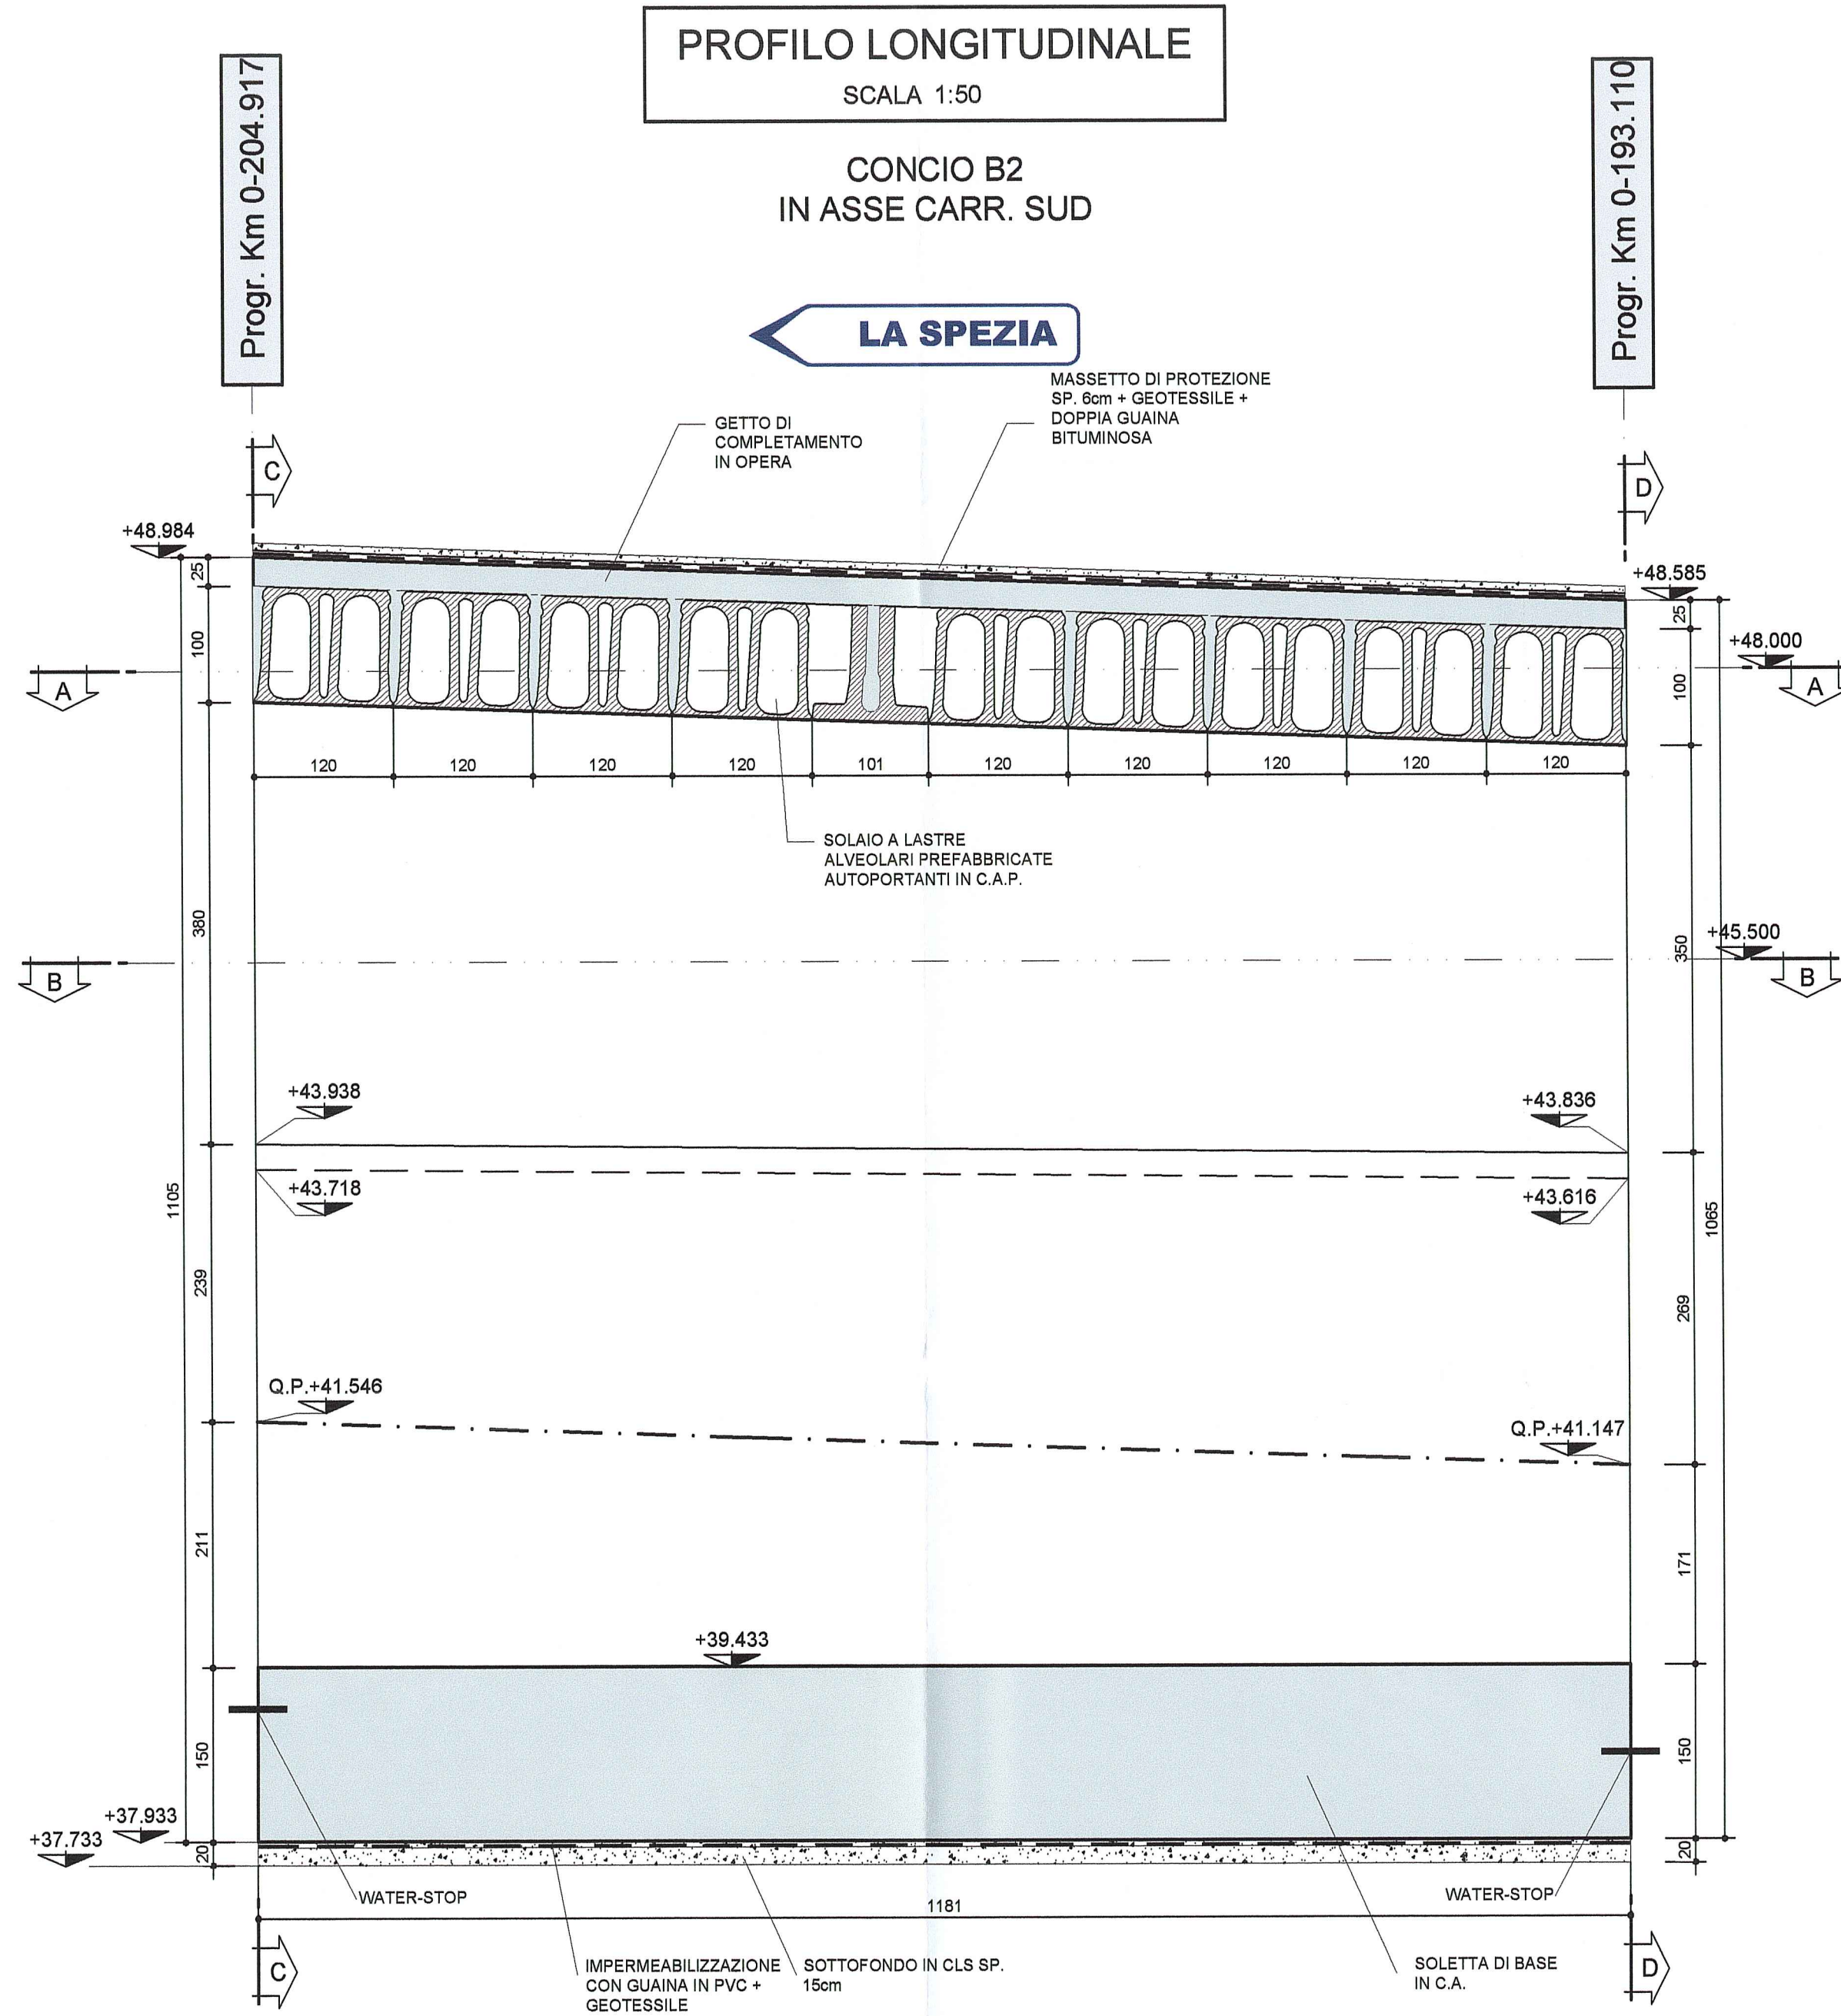 PROFILO LONGITUDINALE
SCALA 1:50
CONCIO B2
IN ASSE CARR. SUD
Progr. Km 0-204.917
Progr. Km 0-193.110
LA SPEZIA
MASSETTO DI PROTEZIONE
SP. 6cm + GEOTESSILE +
DOPPIA GUAINA
BITUMINOSA
GETTO DI
COMPLETAMENTO
IN OPERA
C
D
+48.984
+48.585
25
25
100
100
+48.000
A
A
120
120
120
120
101
120
120
120
120
120
SOLAIO A LASTRE
ALVEOLARI PREFABBRICATE
AUTOPORTANTI IN C.A.P.
380
350
+45.500
B
B
+43.938
+43.836
+43.718
+43.616
1105
1065
239
269
Q.P.+41.546
Q.P.+41.147
211
171
+39.433
150
150
+37.933
+37.733
20
20
WATER-STOP
WATER-STOP
1181
C
IMPERMEABILIZZAZIONE
CON GUAINA IN PVC +
GEOTESSILE
SOTTOFONDO IN CLS SP.
15cm
SOLETTA DI BASE
IN C.A.
D